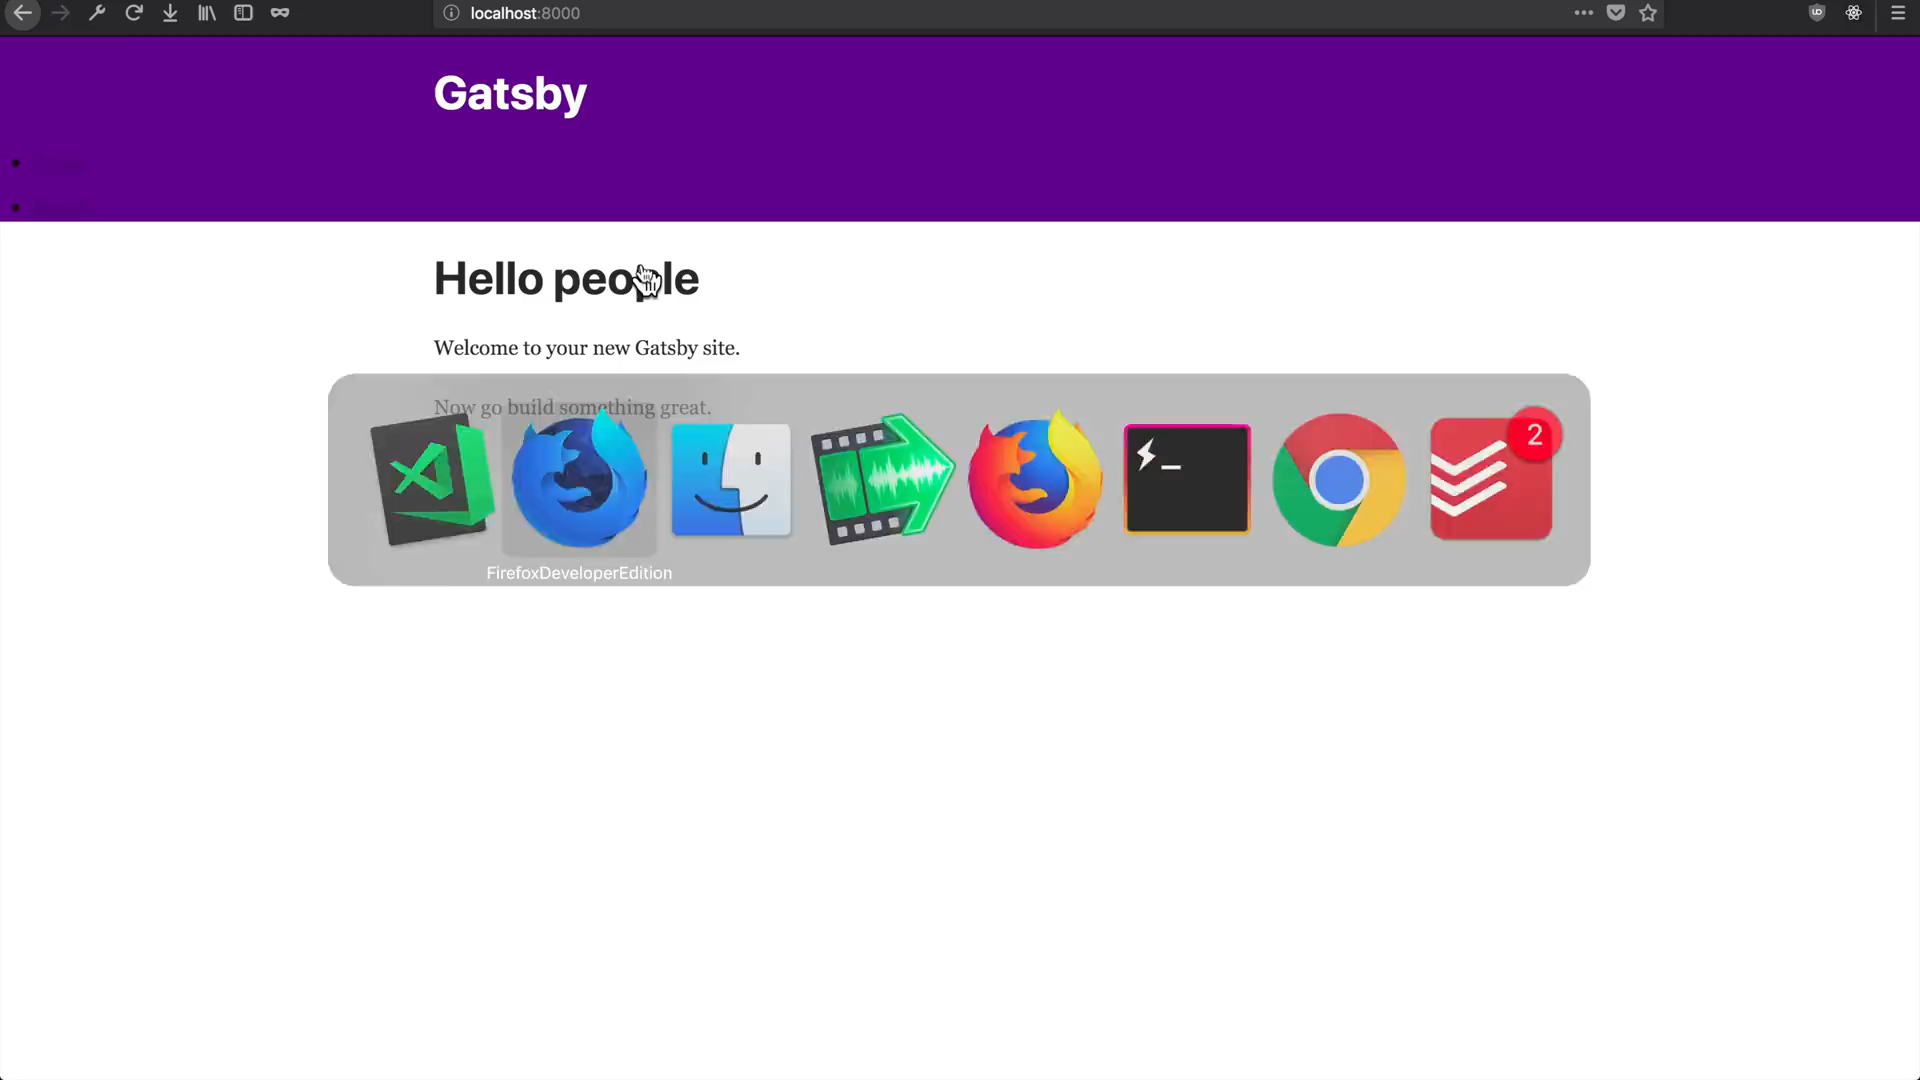 localhost:8000
Gatsby
Hello people
Welcome to your new Gatsby site.
Now go build something great.
2
FirefoxDeveloperEdition